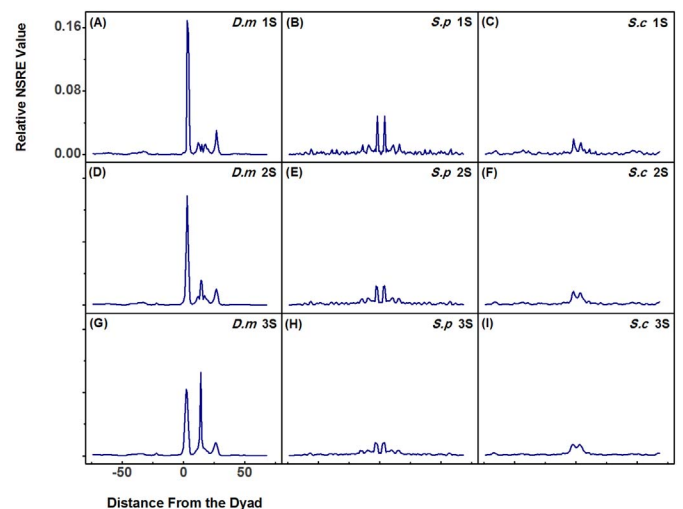 Relative NSRE Value
0.16
0.08
0.00
(A) D.m 1S
(B) S.p 1S
(C) S.c 1S
(D) D.m 2S
(E) S.p 2S
(F) S.c 2S
(G) D.m 3S
(H) S.p 3S
(I) S.c 3S
-50 0 50
Distance From the Dyad